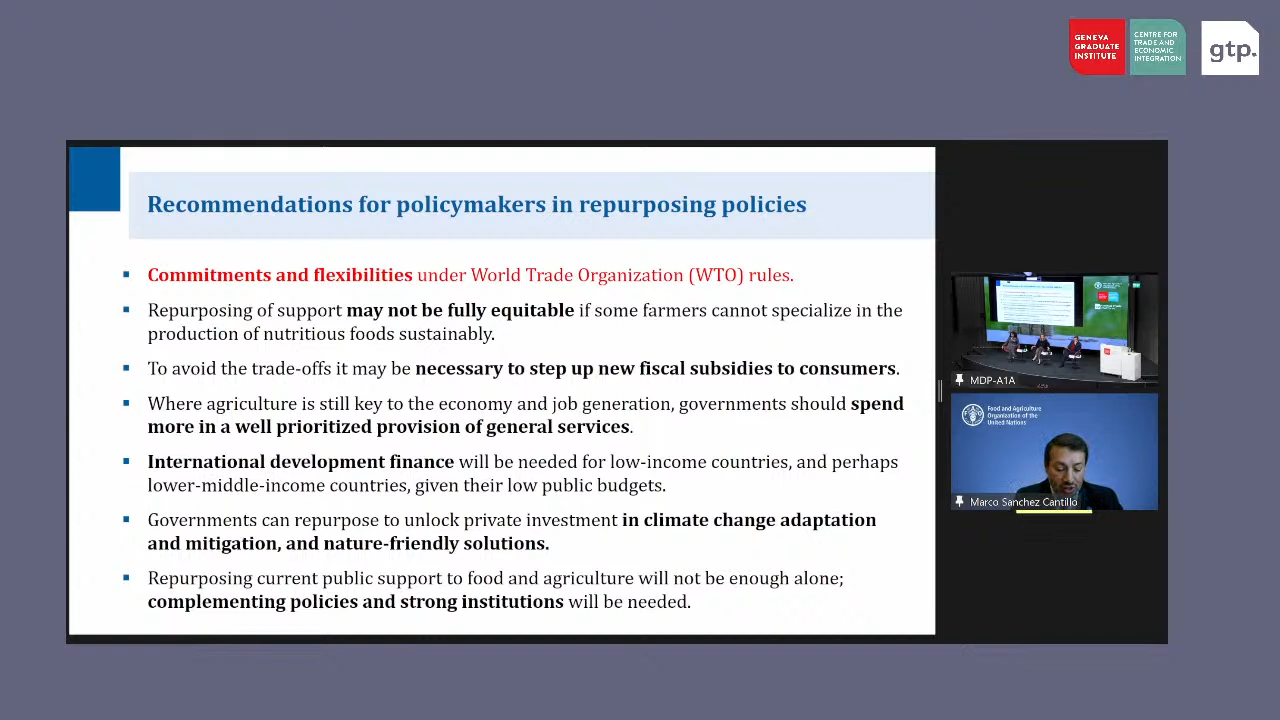 GENEVA
GRADUATE
INSTITUTE
CENTRE FOR
TRADE AND
ECONOMIC
INTEGRATION
gtp.
Recommendations for policymakers in repurposing policies
▪ Commitments and flexibilities under World Trade Organization (WTO) rules.
▪ Repurposing of support may not be fully equitable if some farmers cannot specialize in the
production of nutritious foods sustainably.
▪ To avoid the trade-offs it may be necessary to step up new fiscal subsidies to consumers.
▪ Where agriculture is still key to the economy and job generation, governments should spend
more in a well prioritized provision of general services.
▪ International development finance will be needed for low-income countries, and perhaps
lower-middle-income countries, given their low public budgets.
▪ Governments can repurpose to unlock private investment in climate change adaptation
and mitigation, and nature-friendly solutions.
▪ Repurposing current public support to food and agriculture will not be enough alone;
complementing policies and strong institutions will be needed.
MDP-A1A
Food and Agriculture
Organization of the
United Nations
Marco Sanchez Cantillo